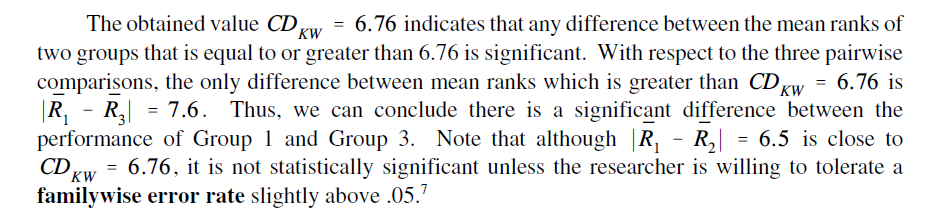 The obtained value CD_KW = 6.76 indicates that any difference between the mean ranks of
two groups that is equal to or greater than 6.76 is significant. With respect to the three pairwise
comparisons, the only difference between mean ranks which is greater than CD_KW = 6.76 is
|R̄₁ - R̄₃| = 7.6. Thus, we can conclude there is a significant difference between the
performance of Group 1 and Group 3. Note that although |R̄₁ - R̄₂| = 6.5 is close to
CD_KW = 6.76, it is not statistically significant unless the researcher is willing to tolerate a
familywise error rate slightly above .05.⁷